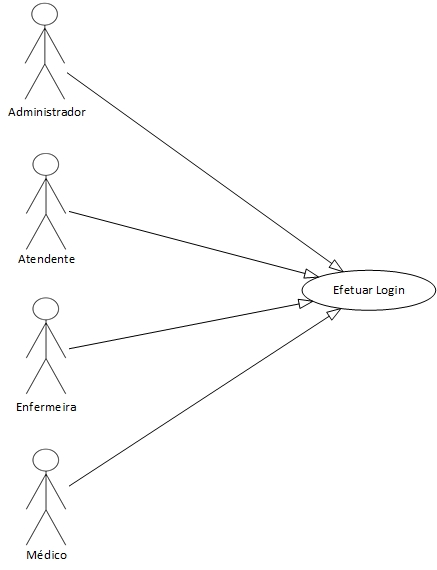 Administrador
Atendente
Efetuar Login
Enfermeira
Médico